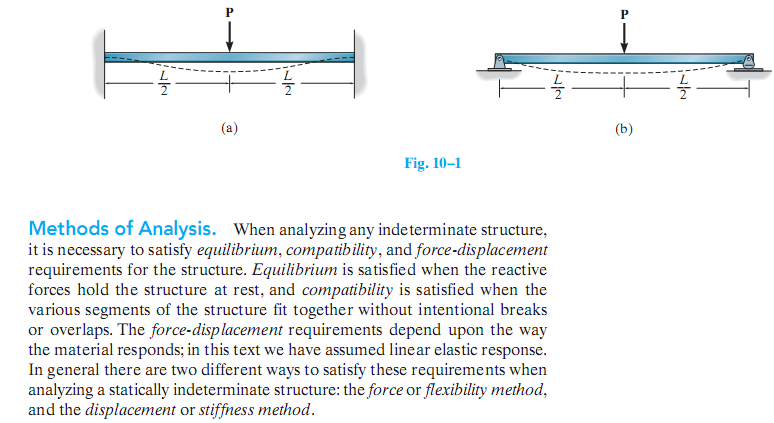 P
L
2
L
2
(a)
P
L
2
L
2
(b)
Fig. 10–1
Methods of Analysis. When analyzing any indeterminate structure,
it is necessary to satisfy equilibrium, compatibility, and force-displacement
requirements for the structure. Equilibrium is satisfied when the reactive
forces hold the structure at rest, and compatibility is satisfied when the
various segments of the structure fit together without intentional breaks
or overlaps. The force-displacement requirements depend upon the way
the material responds; in this text we have assumed linear elastic response.
In general there are two different ways to satisfy these requirements when
analyzing a statically indeterminate structure: the force or flexibility method,
and the displacement or stiffness method.